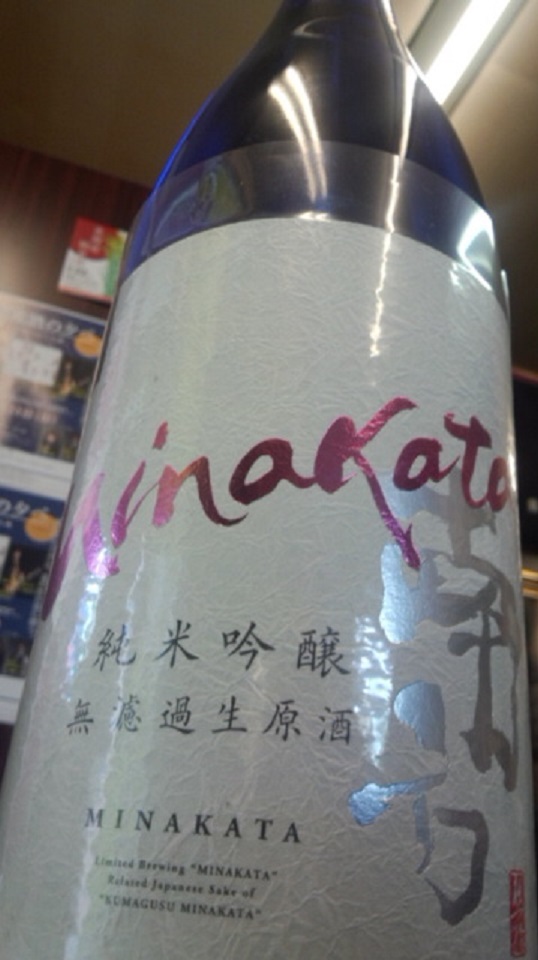 Minakata
南方
純米吟醸
無濾過生原酒
MINAKATA
Limited Berwing "MINAKATA"
Related Japanese Sake of
"KUMAGUSU MINAKATA"